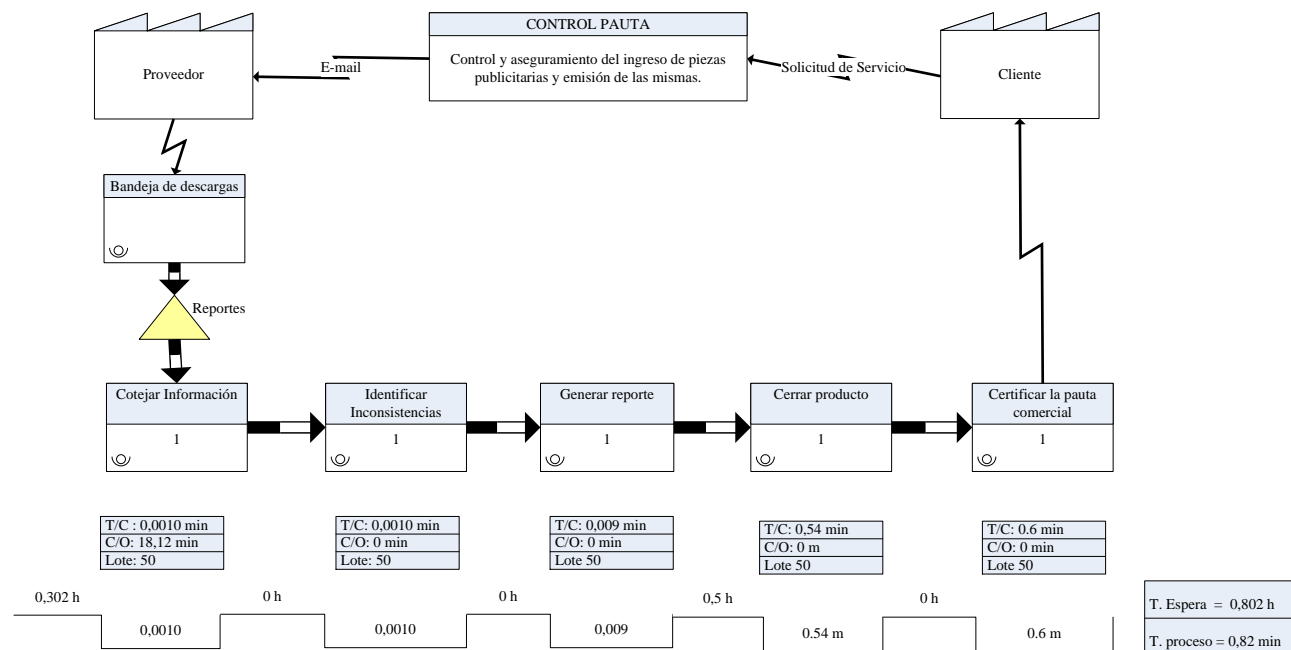 CONTROL PAUTA
Proveedor
E-mail
Control y aseguramiento del ingreso de piezas
publicitarias y emisión de las mismas.
Solicitud de Servicio
Cliente
Bandeja de descargas
Reportes
Cotejar Información
1
Identificar
Inconsistencias
1
Generar reporte
1
Cerrar producto
1
Certificar la pauta
comercial
1
T/C : 0,0010 min
C/O: 18,12 min
Lote: 50
T/C: 0,0010 min
C/O: 0 min
Lote: 50
T/C: 0,009 min
C/O: 0 min
Lote: 50
T/C: 0,54 min
C/O: 0 m
Lote 50
T/C: 0.6 min
C/O: 0 min
Lote 50
0,302 h
0 h
0 h
0,5 h
0 h
T. Espera = 0,802 h
0,0010
0,0010
0,009
0.54 m
0.6 m
T. proceso = 0,82 min